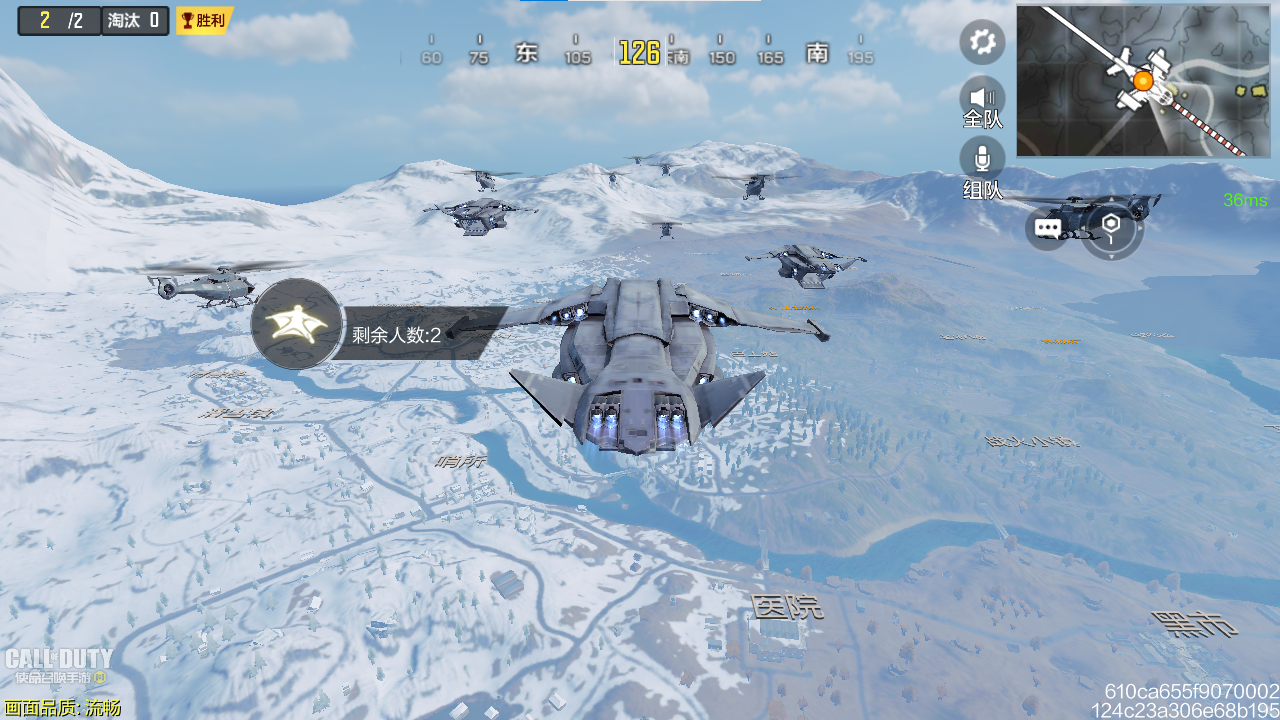 2 /2 淘汰 0 胜利
60 75 东 105 126 南 150 165 南 195
全队
组队
36ms
剩余人数:2
哨所
医院
黑市
CALL OF DUTY
使命召唤手游
画面品质: 流畅
610ca655f9070002
124c23a306e68b195